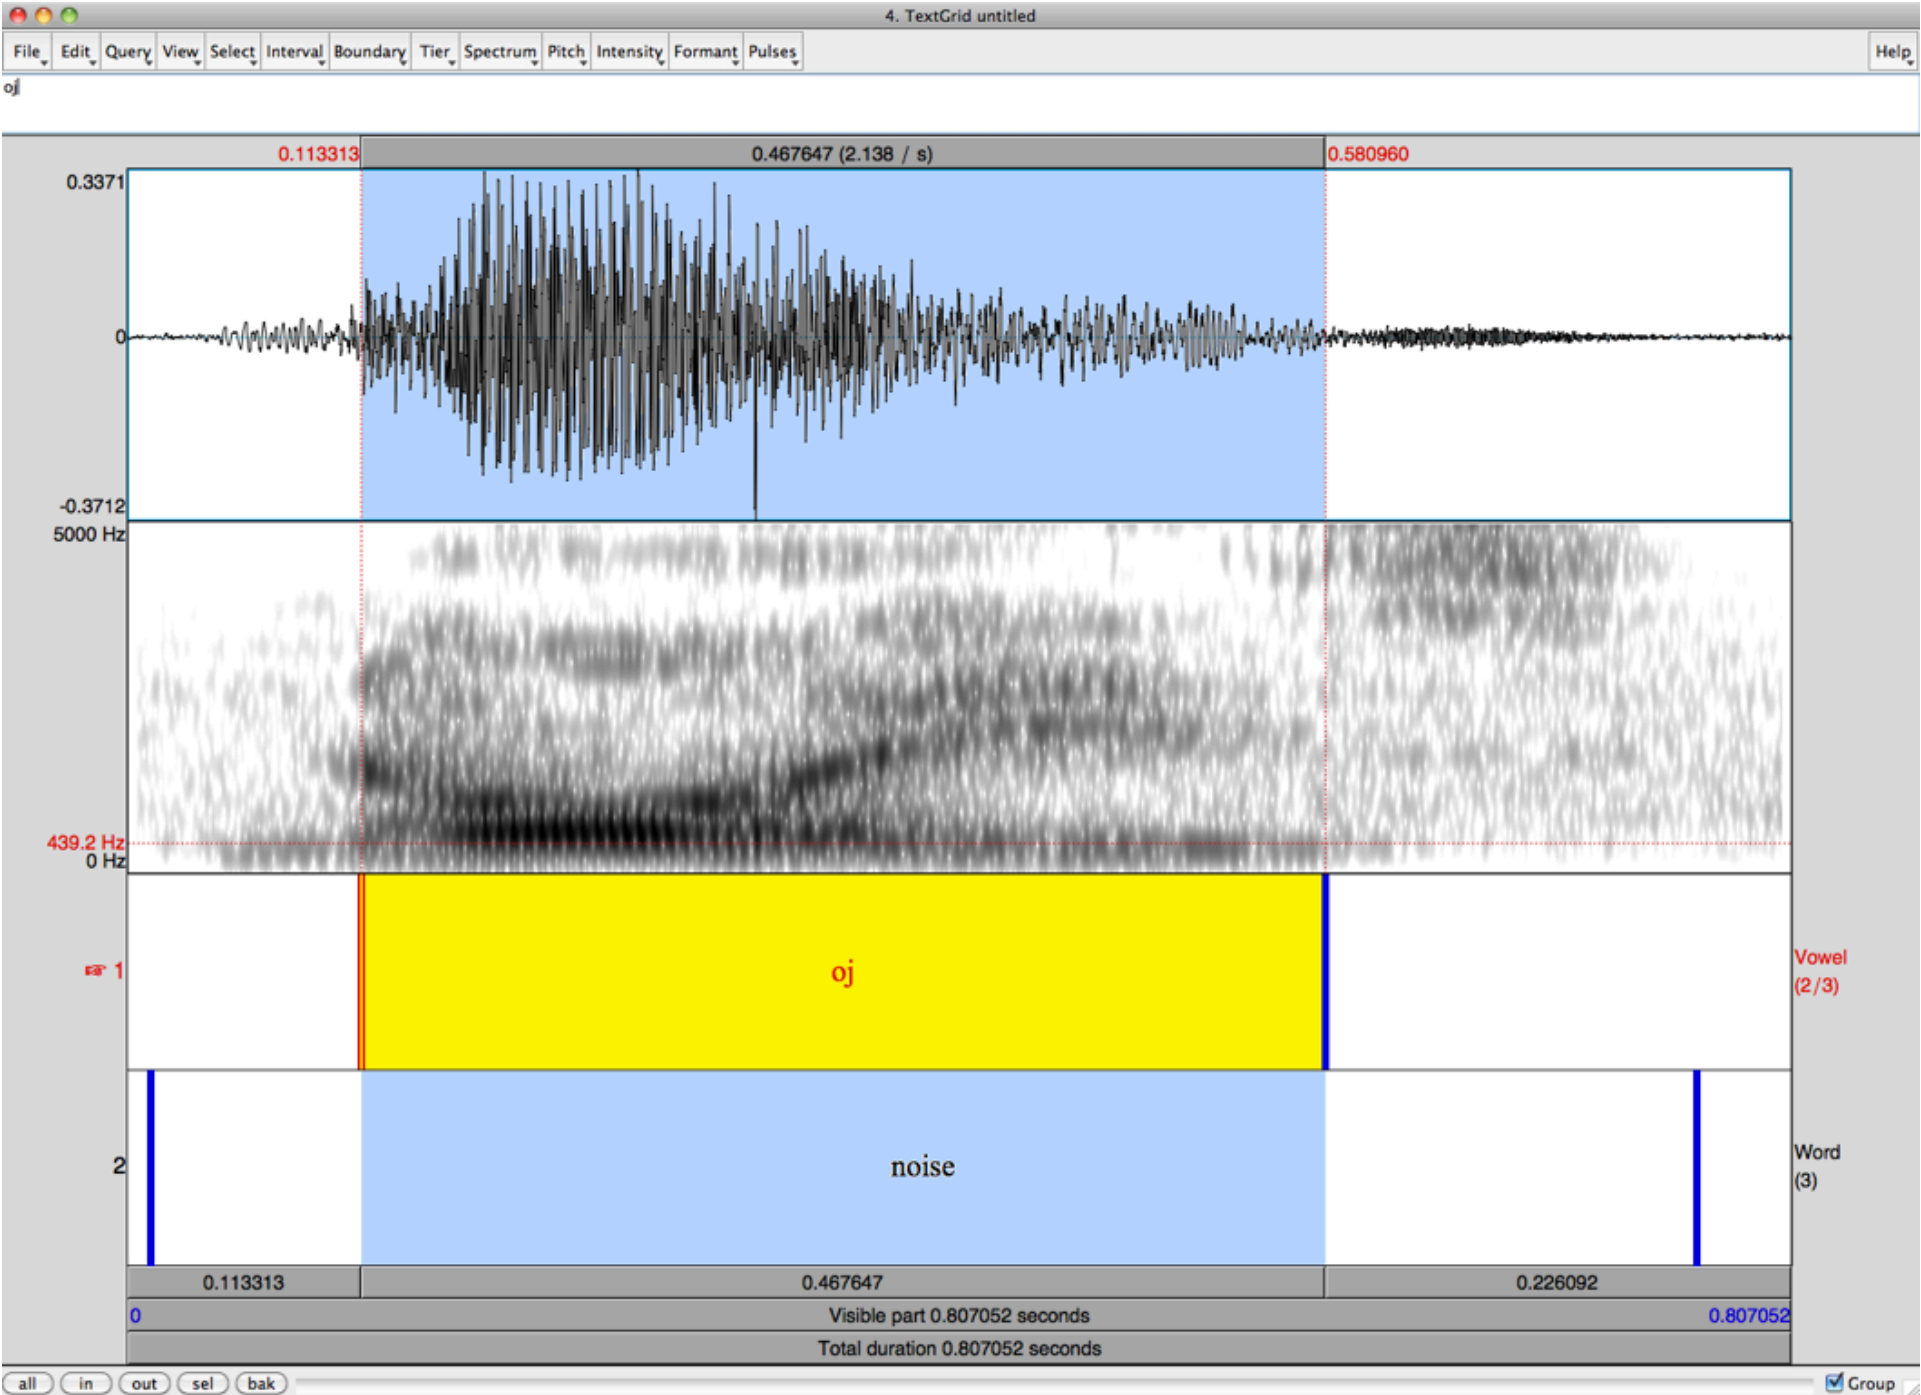 4. TextGrid untitled
File Edit Query View Select Interval Boundary Tier Spectrum Pitch Intensity Formant Pulses Help
oj
0.113313 0.467647 (2.138 / s) 0.580960
0.3371
0
-0.3712
5000 Hz
439.2 Hz
0 Hz
☞ 1 oj Vowel
(2/3)
2 noise Word
(3)
0.113313 0.467647 0.226092
0 Visible part 0.807052 seconds 0.807052
Total duration 0.807052 seconds
all in out sel bak Group